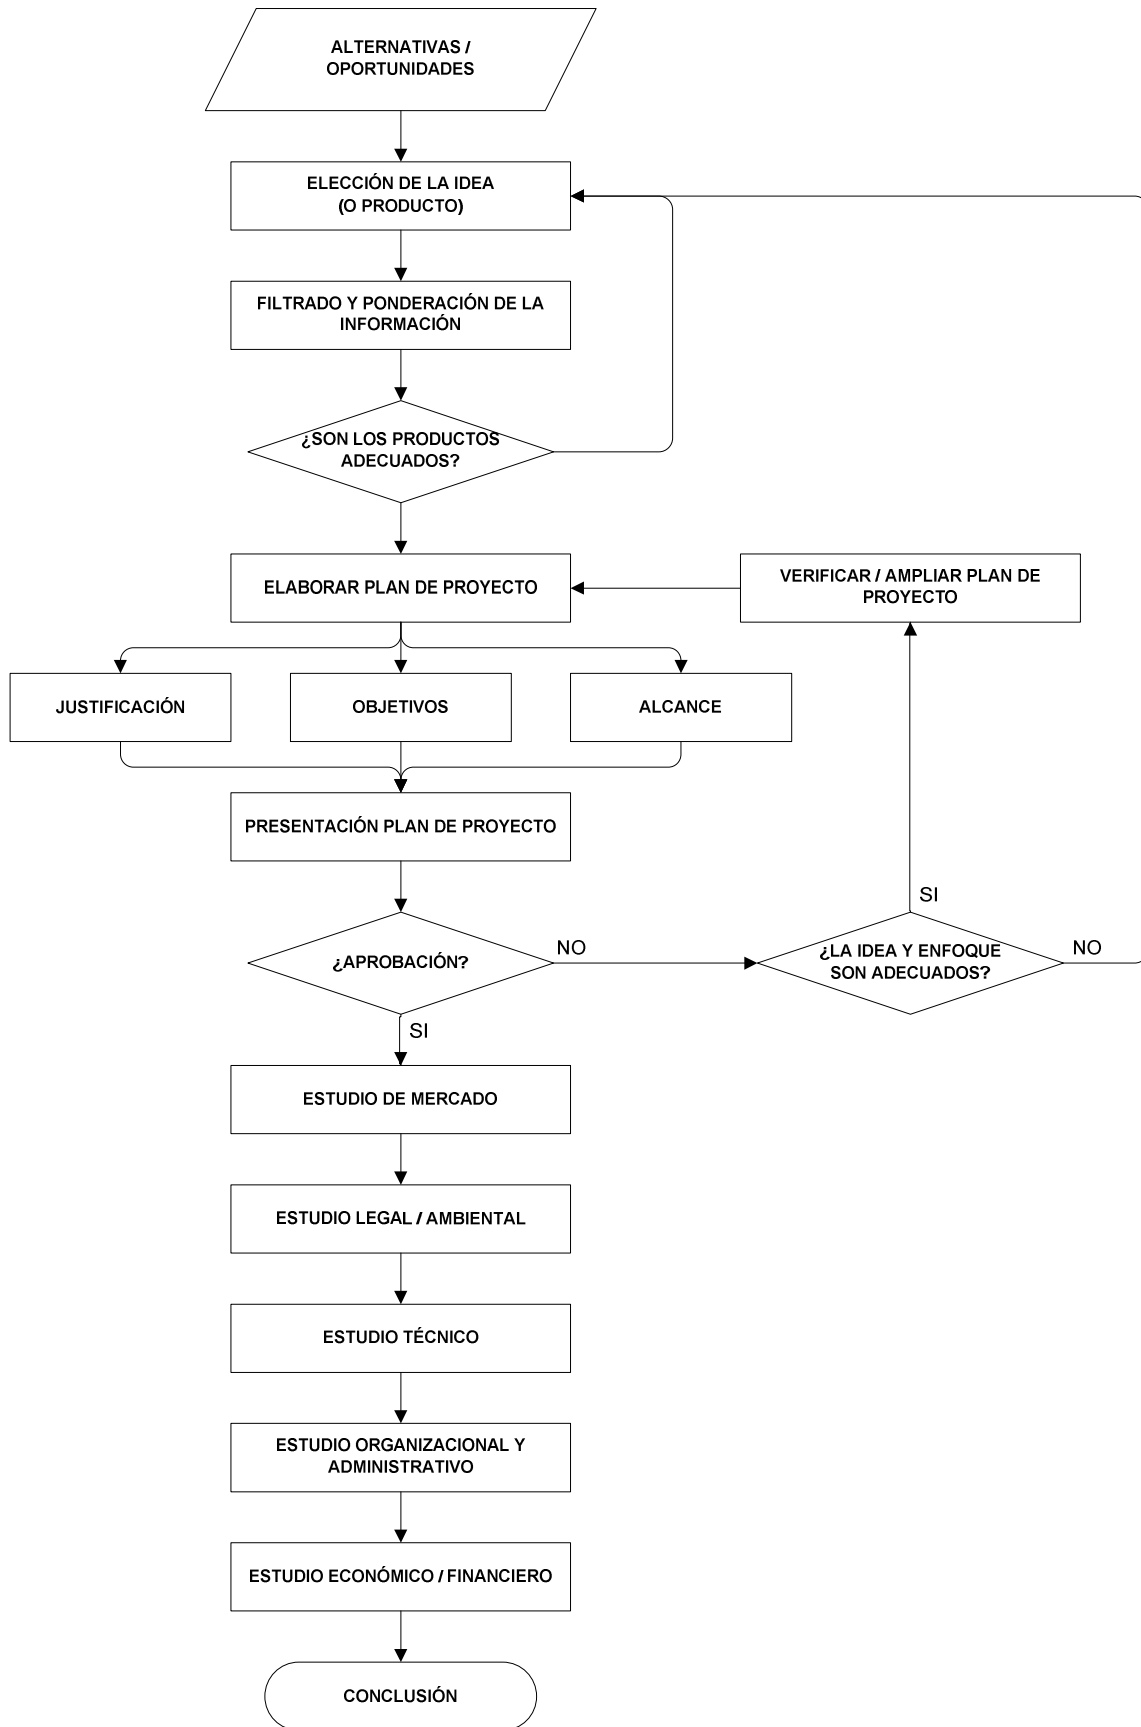 ALTERNATIVAS /
OPORTUNIDADES
ELECCIÓN DE LA IDEA
(O PRODUCTO)
FILTRADO Y PONDERACIÓN DE LA
INFORMACIÓN
¿SON LOS PRODUCTOS
ADECUADOS?
ELABORAR PLAN DE PROYECTO
VERIFICAR / AMPLIAR PLAN DE
PROYECTO
JUSTIFICACIÓN
OBJETIVOS
ALCANCE
PRESENTACIÓN PLAN DE PROYECTO
¿APROBACIÓN?
NO
SI
¿LA IDEA Y ENFOQUE
SON ADECUADOS?
SI
NO
ESTUDIO DE MERCADO
ESTUDIO LEGAL / AMBIENTAL
ESTUDIO TÉCNICO
ESTUDIO ORGANIZACIONAL Y
ADMINISTRATIVO
ESTUDIO ECONÓMICO / FINANCIERO
CONCLUSIÓN